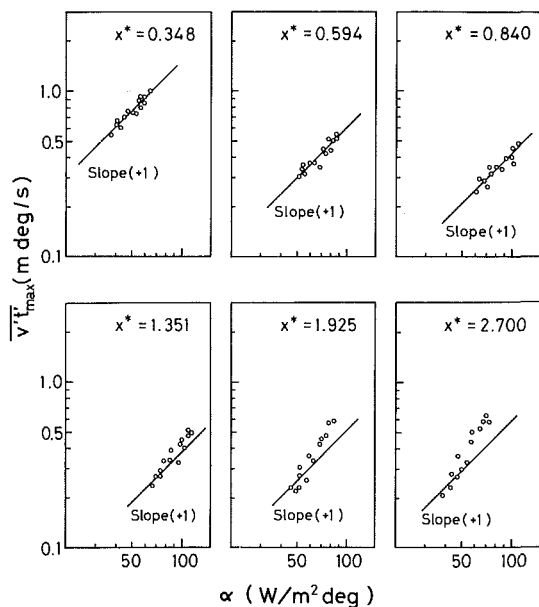 x* = 0.348
x* = 0.594
x* = 0.840
1.0
0.5
0.1
Slope(+1)
Slope(+1)
Slope(+1)
v't'max (m deg/s)
x* = 1.351
x* = 1.925
x* = 2.700
1.0
0.5
0.1
Slope(+1)
Slope(+1)
Slope(+1)
50 100
50 100
50 100
α (W/m² deg)